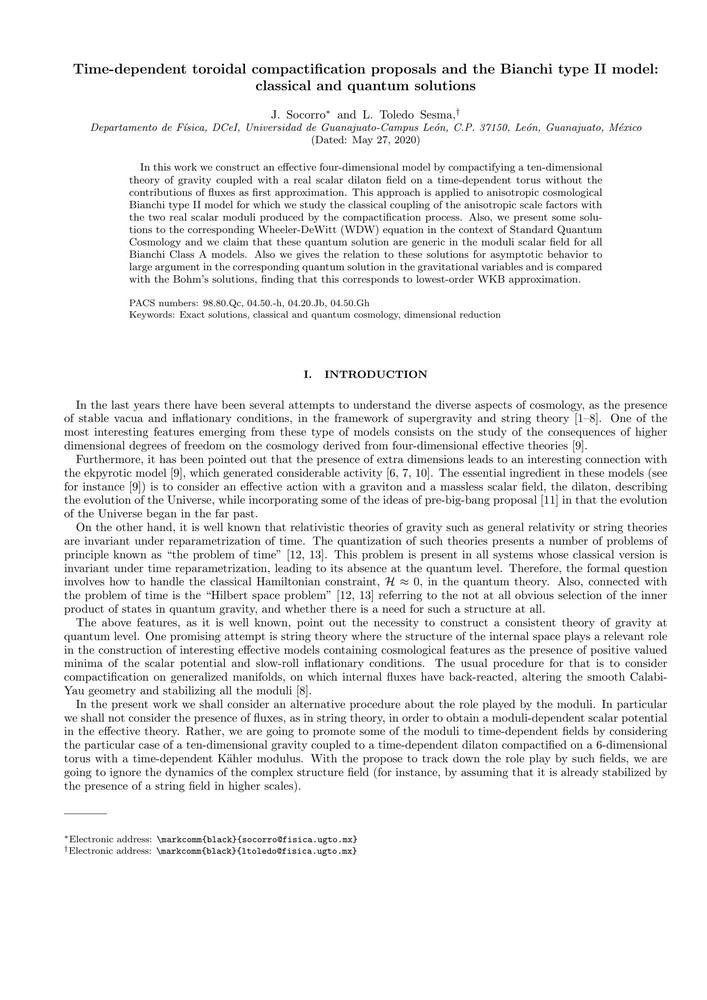 Time-dependent toroidal compactification proposals and the Bianchi type II model:
classical and quantum solutions
J. Socorro* and L. Toledo Sesma,†
Departamento de Física, DCeI, Universidad de Guanajuato-Campus León, C.P. 37150, León, Guanajuato, México
(Dated: May 27, 2020)
In this work we construct an effective four-dimensional model by compactifying a ten-dimensional
theory of gravity coupled with a real scalar dilaton field on a time-dependent torus without the
contributions of fluxes as first approximation. This approach is applied to anisotropic cosmological
Bianchi type II model for which we study the classical coupling of the anisotropic scale factors with
the two real scalar moduli produced by the compactification process. Also, we present some solu-
tions to the corresponding Wheeler-DeWitt (WDW) equation in the context of Standard Quantum
Cosmology and we claim that these quantum solution are generic in the moduli scalar field for all
Bianchi Class A models. Also we gives the relation to these solutions for asymptotic behavior to
large argument in the corresponding quantum solution in the gravitational variables and is compared
with the Bohm's solutions, finding that this corresponds to lowest-order WKB approximation.
PACS numbers: 98.80.Qc, 04.50.-h, 04.20.Jb, 04.50.Gh
Keywords: Exact solutions, classical and quantum cosmology, dimensional reduction
I. INTRODUCTION
In the last years there have been several attempts to understand the diverse aspects of cosmology, as the presence
of stable vacua and inflationary conditions, in the framework of supergravity and string theory [1–8]. One of the
most interesting features emerging from these type of models consists on the study of the consequences of higher
dimensional degrees of freedom on the cosmology derived from four-dimensional effective theories [9].
Furthermore, it has been pointed out that the presence of extra dimensions leads to an interesting connection with
the ekpyrotic model [9], which generated considerable activity [6, 7, 10]. The essential ingredient in these models (see
for instance [9]) is to consider an effective action with a graviton and a massless scalar field, the dilaton, describing
the evolution of the Universe, while incorporating some of the ideas of pre-big-bang proposal [11] in that the evolution
of the Universe began in the far past.
On the other hand, it is well known that relativistic theories of gravity such as general relativity or string theories
are invariant under reparametrization of time. The quantization of such theories presents a number of problems of
principle known as “the problem of time” [12, 13]. This problem is present in all systems whose classical version is
invariant under time reparametrization, leading to its absence at the quantum level. Therefore, the formal question
involves how to handle the classical Hamiltonian constraint, ℋ ≈ 0, in the quantum theory. Also, connected with
the problem of time is the “Hilbert space problem” [12, 13] referring to the not at all obvious selection of the inner
product of states in quantum gravity, and whether there is a need for such a structure at all.
The above features, as it is well known, point out the necessity to construct a consistent theory of gravity at
quantum level. One promising attempt is string theory where the structure of the internal space plays a relevant role
in the construction of interesting effective models containing cosmological features as the presence of positive valued
minima of the scalar potential and slow-roll inflationary conditions. The usual procedure for that is to consider
compactification on generalized manifolds, on which internal fluxes have back-reacted, altering the smooth Calabi-
Yau geometry and stabilizing all the moduli [8].
In the present work we shall consider an alternative procedure about the role played by the moduli. In particular
we shall not consider the presence of fluxes, as in string theory, in order to obtain a moduli-dependent scalar potential
in the effective theory. Rather, we are going to promote some of the moduli to time-dependent fields by considering
the particular case of a ten-dimensional gravity coupled to a time-dependent dilaton compactified on a 6-dimensional
torus with a time-dependent Kähler modulus. With the propose to track down the role play by such fields, we are
going to ignore the dynamics of the complex structure field (for instance, by assuming that it is already stabilized by
the presence of a string field in higher scales).
*Electronic address: \markcomm{black}{socorro@fisica.ugto.mx}
†Electronic address: \markcomm{black}{ltoledo@fisica.ugto.mx}